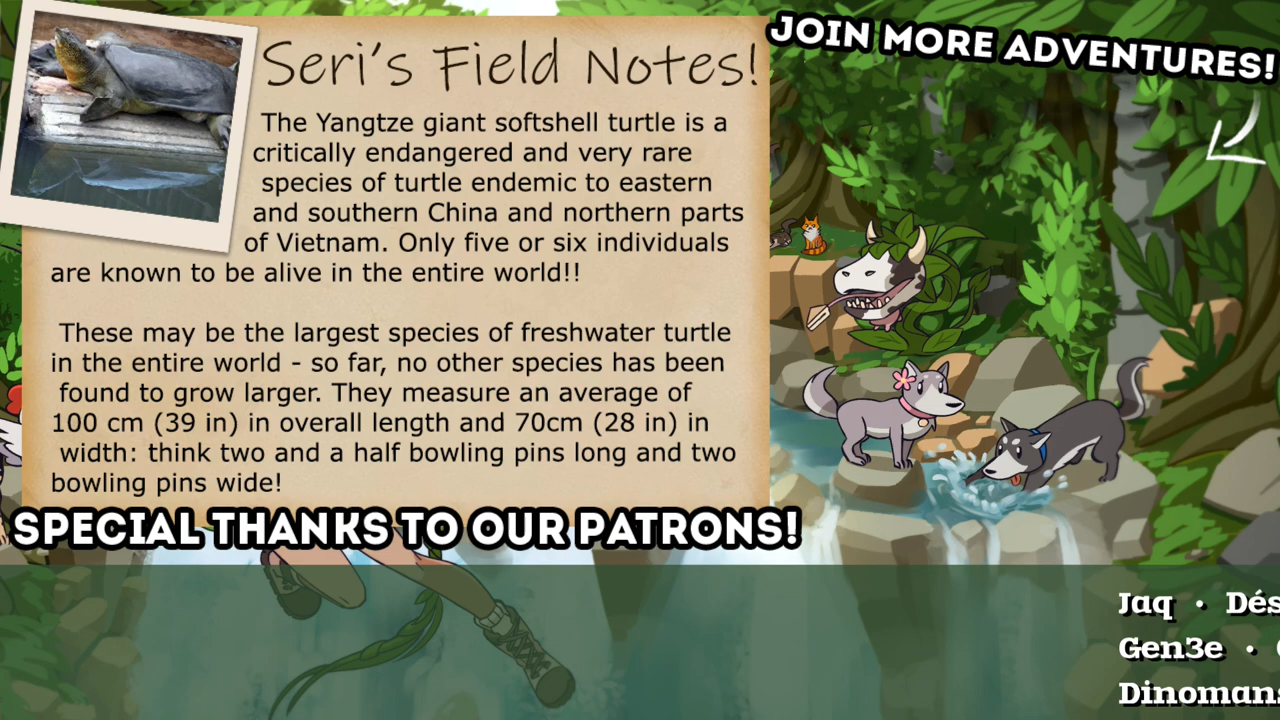 Seri's Field Notes!
JOIN MORE ADVENTURES!
The Yangtze giant softshell turtle is a
critically endangered and very rare
species of turtle endemic to eastern
and southern China and northern parts
of Vietnam. Only five or six individuals
are known to be alive in the entire world!!
These may be the largest species of freshwater turtle
in the entire world - so far, no other species has been
found to grow larger. They measure an average of
100 cm (39 in) in overall length and 70cm (28 in) in
width: think two and a half bowling pins long and two
bowling pins wide!
SPECIAL THANKS TO OUR PATRONS!
Jaq •
Gen3e •